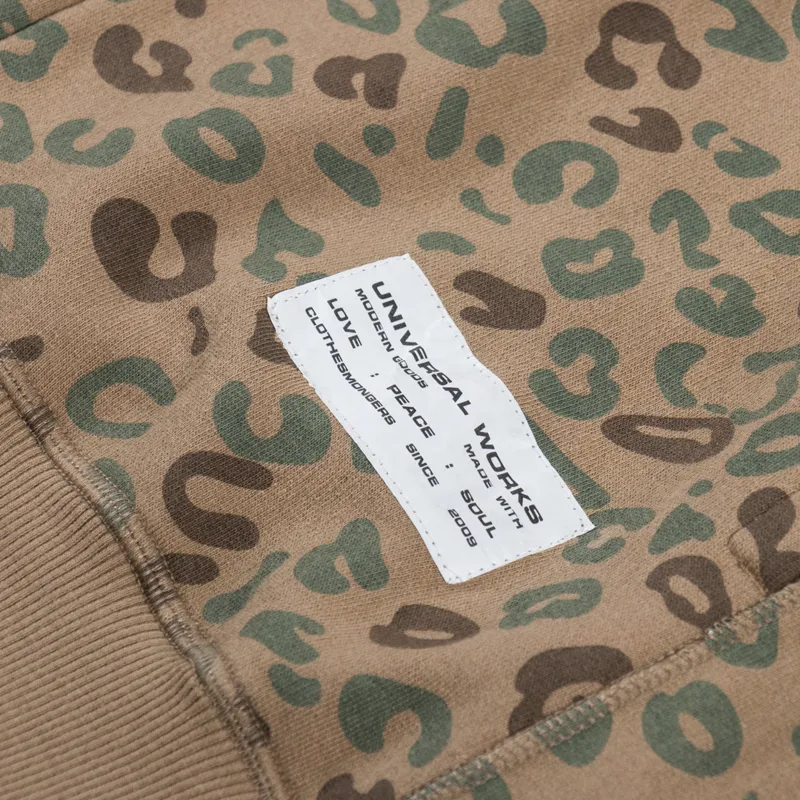 UNIVERSAL WORKS
MODERN GOODS MADE WITH
LOVE : PEACE : SOUL
CLOTHESMONGERS SINCE 2009